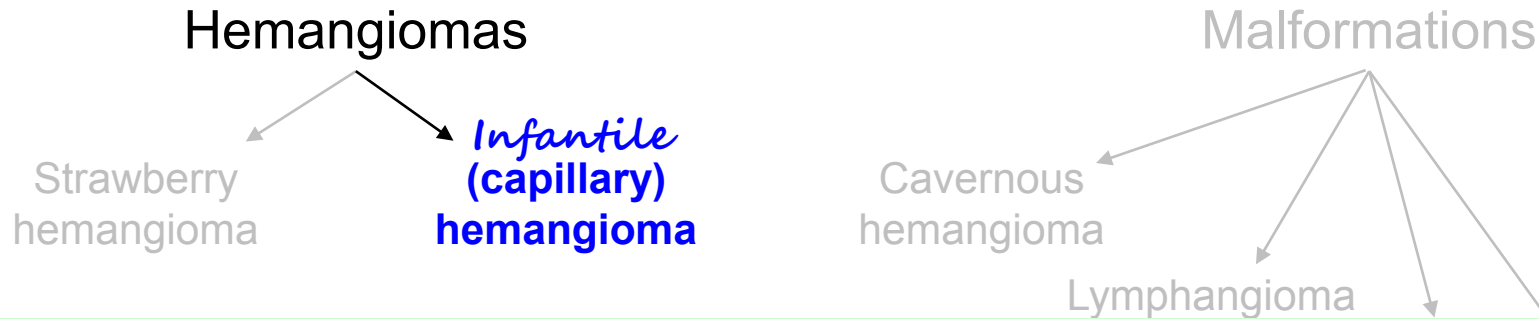 Hemangiomas
Malformations
Strawberry
hemangioma
Infantile
(capillary)
hemangioma
Cavernous
hemangioma
Lymphangioma